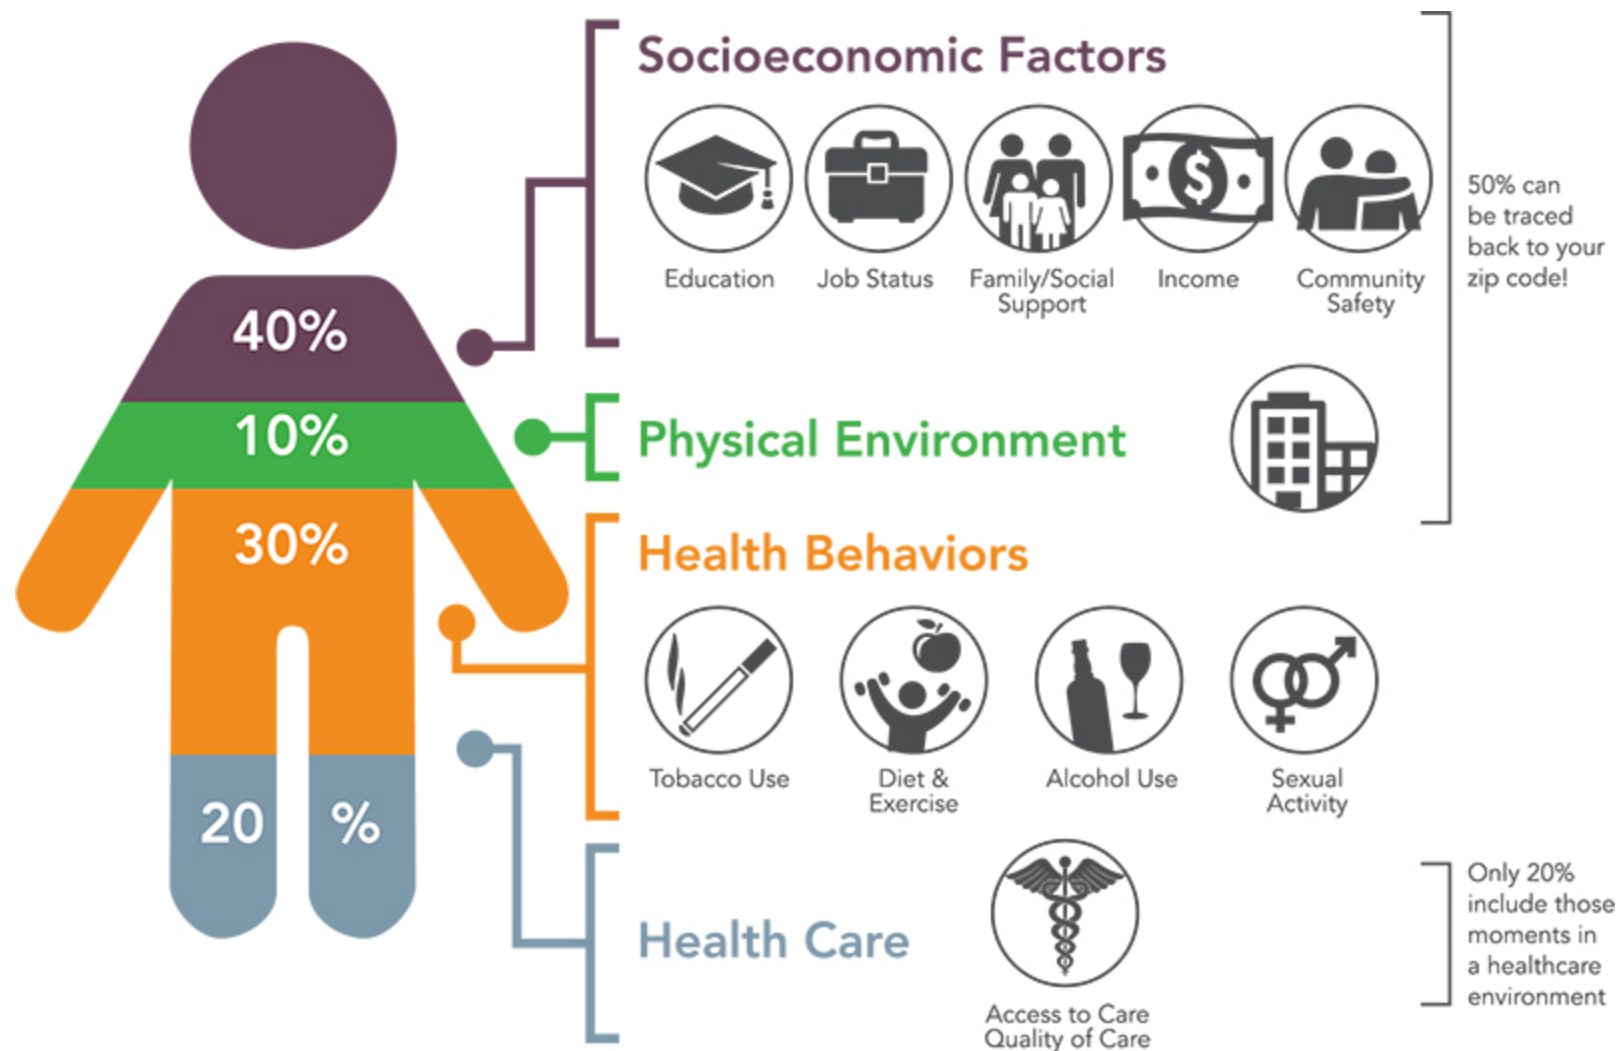 Socioeconomic Factors
Education
Job Status
Family/Social
Support
Income
Community
Safety
50% can
be traced
back to your
zip code!
40%
10%
Physical Environment
30%
Health Behaviors
Tobacco Use
Diet &
Exercise
Alcohol Use
Sexual
Activity
20 %
Health Care
Access to Care
Quality of Care
Only 20%
include those
moments in
a healthcare
environment